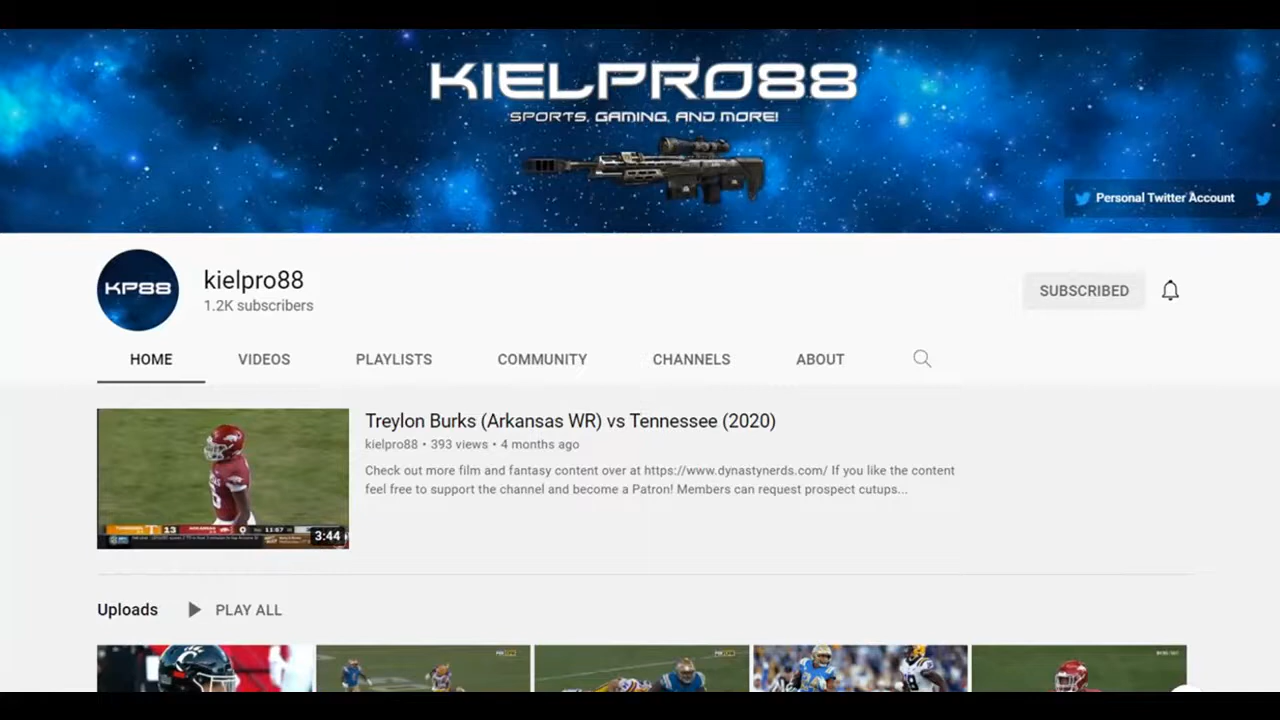 KIELPRO88
SPORTS, GAMING, AND MORE!
Personal Twitter Account
KP88
kielpro88
1.2K subscribers
SUBSCRIBED
HOME
VIDEOS
PLAYLISTS
COMMUNITY
CHANNELS
ABOUT
Treylon Burks (Arkansas WR) vs Tennessee (2020)
kielpro88 • 393 views • 4 months ago
Check out more film and fantasy content over at https://www.dynastynerds.com/ If you like the content
feel free to support the channel and become a Patron! Members can request prospect cutups...
13
3:44
Uploads
PLAY ALL